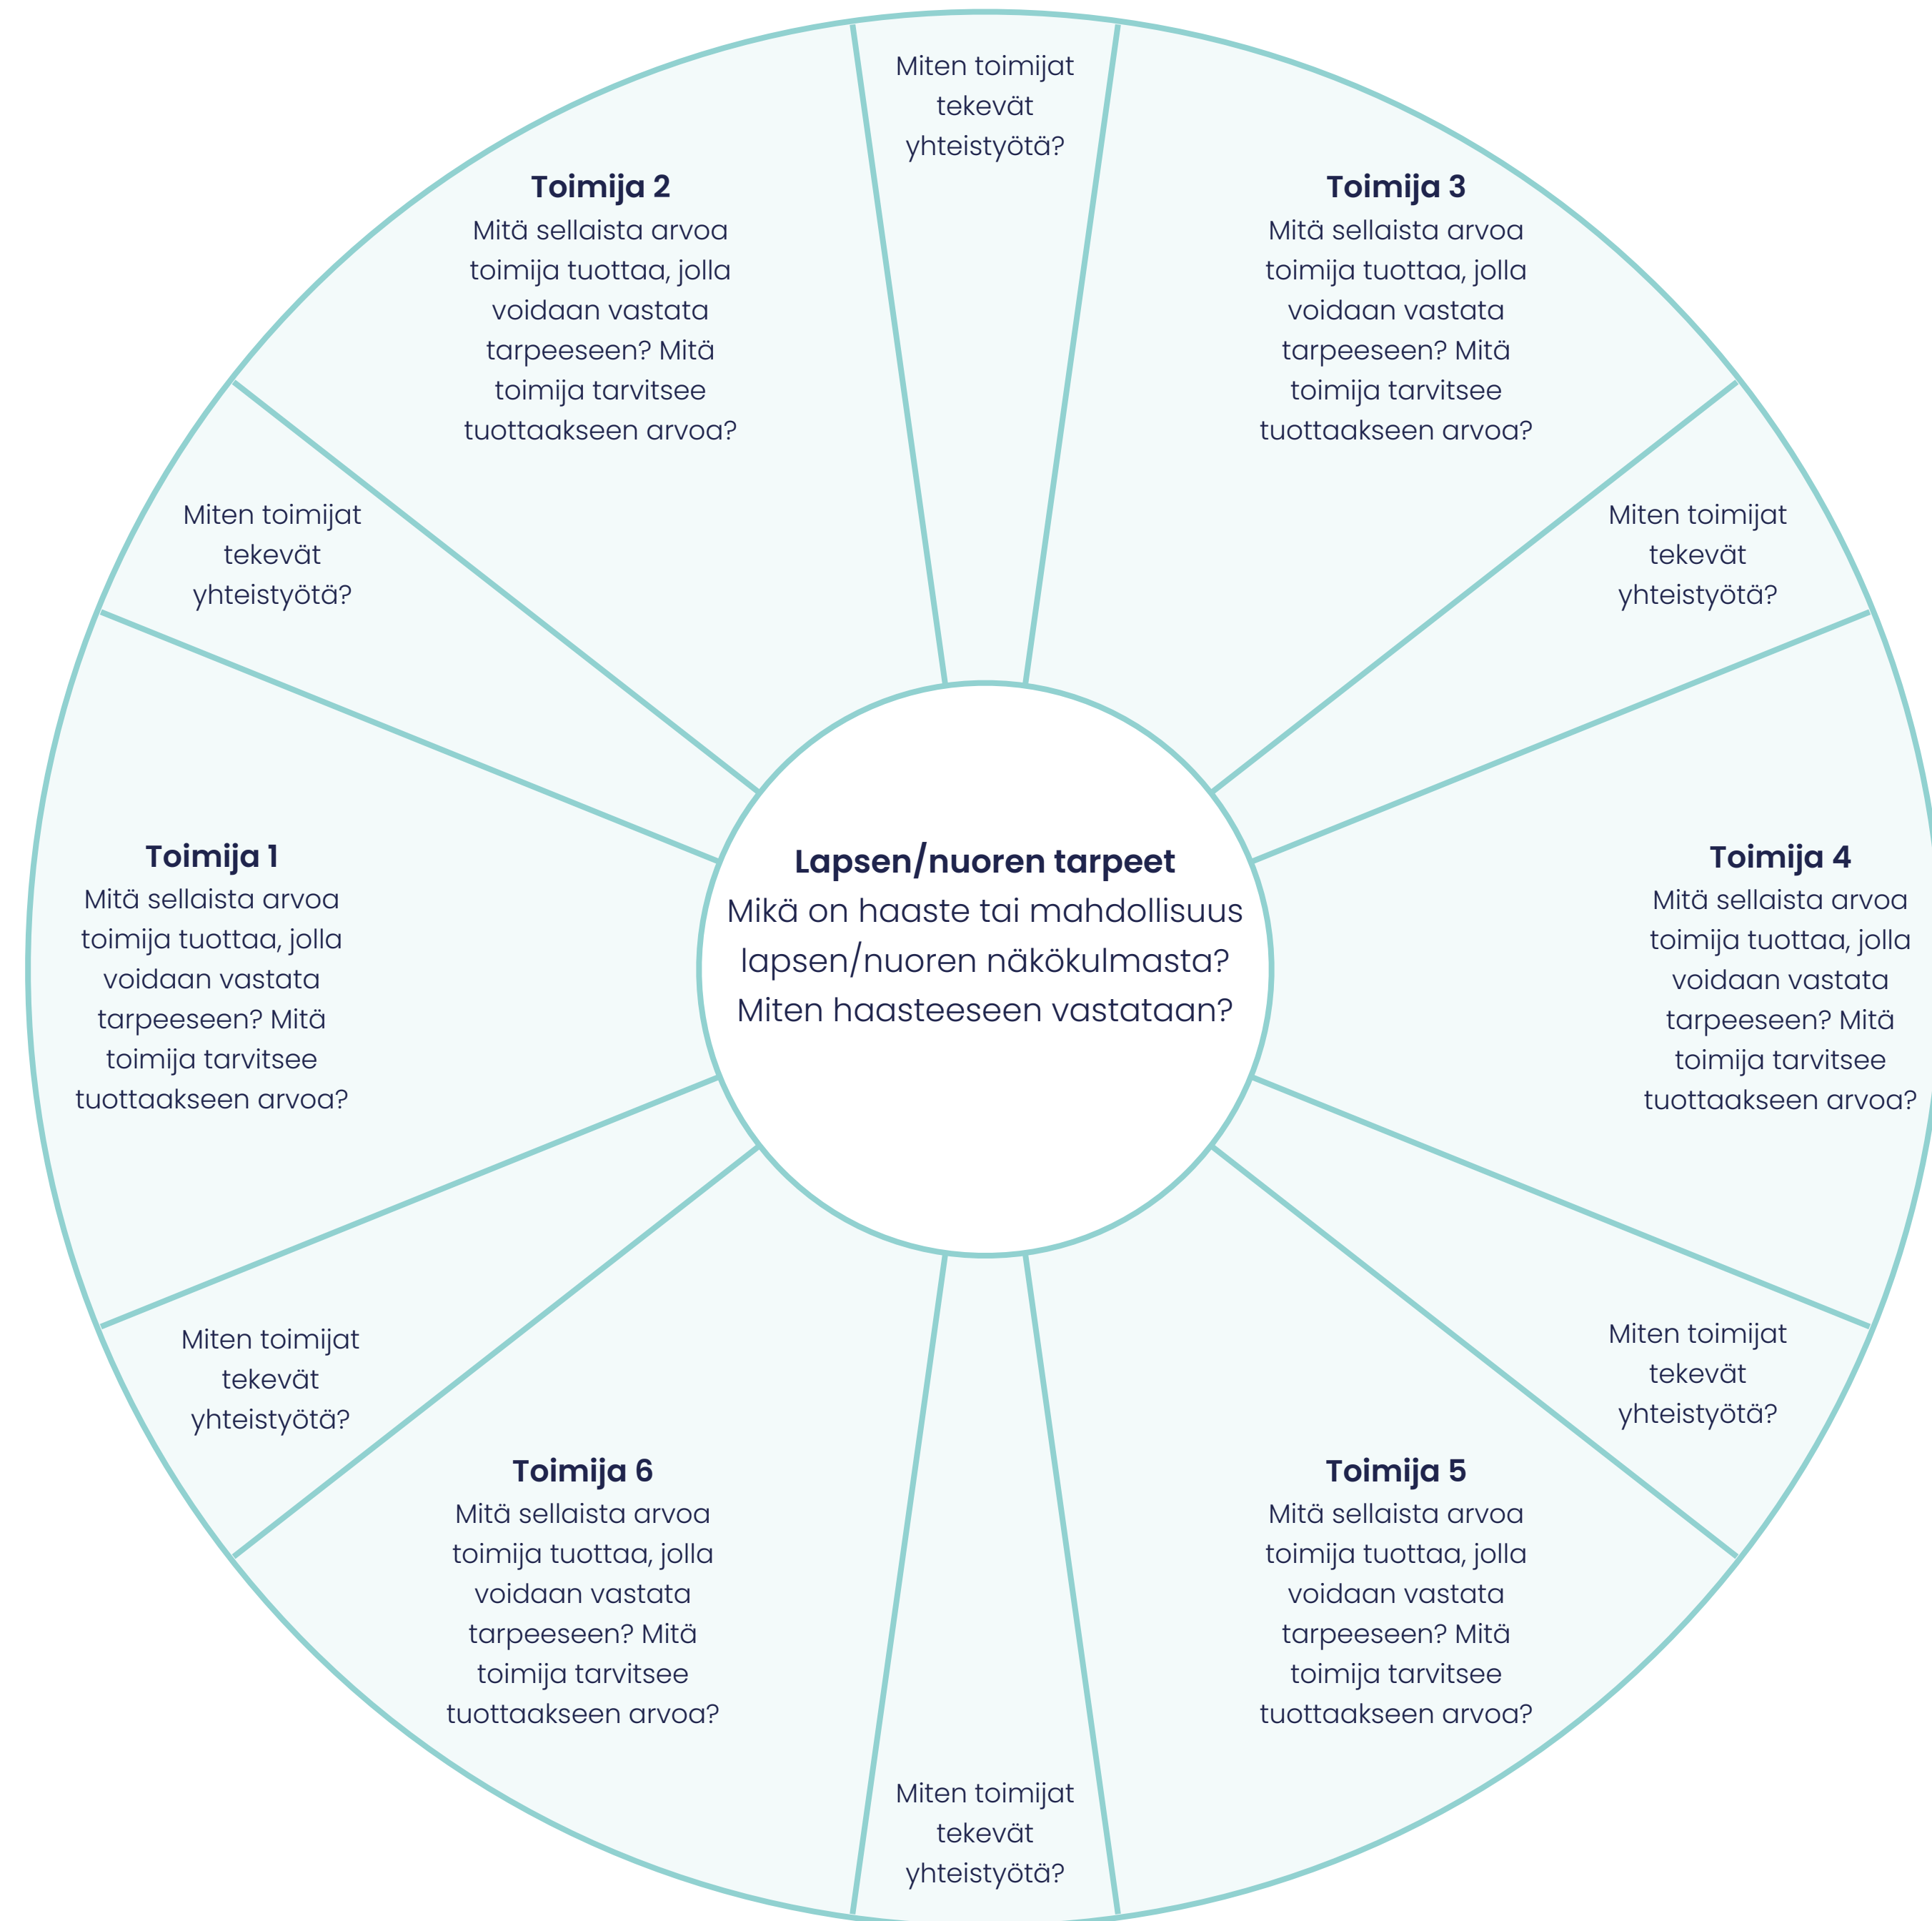 Miten toimijat
tekevät
yhteistyötä?
Toimija 2
Mitä sellaista arvoa
toimija tuottaa, jolla
voidaan vastata
tarpeeseen? Mitä
toimija tarvitsee
tuottaakseen arvoa?
Toimija 3
Mitä sellaista arvoa
toimija tuottaa, jolla
voidaan vastata
tarpeeseen? Mitä
toimija tarvitsee
tuottaakseen arvoa?
Miten toimijat
tekevät
yhteistyötä?
Miten toimijat
tekevät
yhteistyötä?
Toimija 1
Mitä sellaista arvoa
toimija tuottaa, jolla
voidaan vastata
tarpeeseen? Mitä
toimija tarvitsee
tuottaakseen arvoa?
Lapsen/nuoren tarpeet
Mikä on haaste tai mahdollisuus
lapsen/nuoren näkökulmasta?
Miten haasteeseen vastataan?
Toimija 4
Mitä sellaista arvoa
toimija tuottaa, jolla
voidaan vastata
tarpeeseen? Mitä
toimija tarvitsee
tuottaakseen arvoa?
Miten toimijat
tekevät
yhteistyötä?
Miten toimijat
tekevät
yhteistyötä?
Toimija 6
Mitä sellaista arvoa
toimija tuottaa, jolla
voidaan vastata
tarpeeseen? Mitä
toimija tarvitsee
tuottaakseen arvoa?
Toimija 5
Mitä sellaista arvoa
toimija tuottaa, jolla
voidaan vastata
tarpeeseen? Mitä
toimija tarvitsee
tuottaakseen arvoa?
Miten toimijat
tekevät
yhteistyötä?